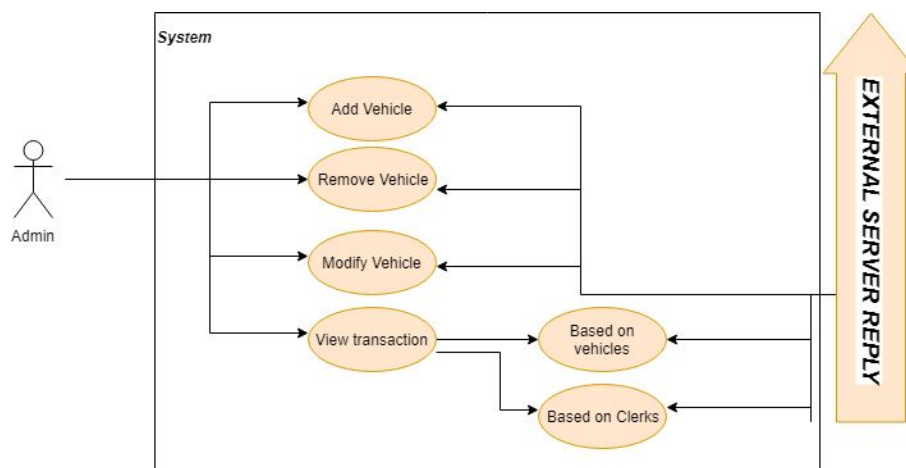 System
Add Vehicle
Remove Vehicle
Admin
Modify Vehicle
View transaction
Based on
vehicles
Based on Clerks
EXTERNAL SERVER REPLY